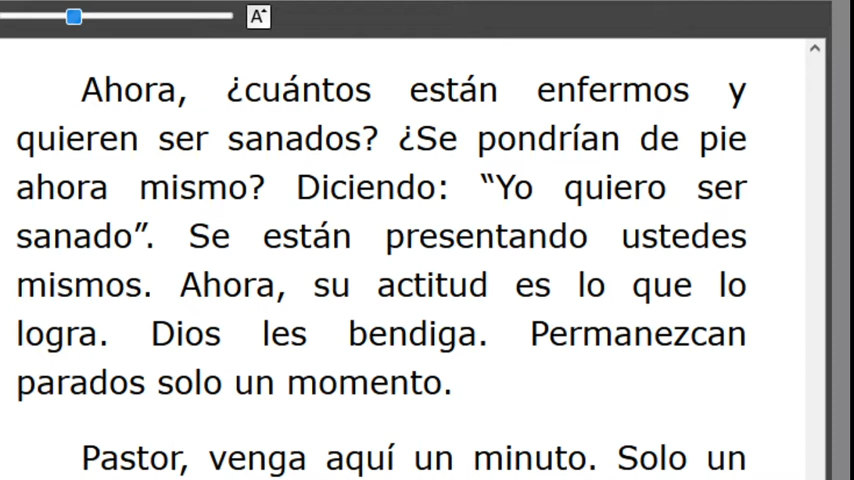 A
Ahora, ¿cuántos están enfermos y
quieren ser sanados? ¿Se pondrían de pie
ahora mismo? Diciendo: “Yo quiero ser
sanado”. Se están presentando ustedes
mismos. Ahora, su actitud es lo que lo
logra. Dios les bendiga. Permanezcan
parados solo un momento.
Pastor, venga aquí un minuto. Solo un